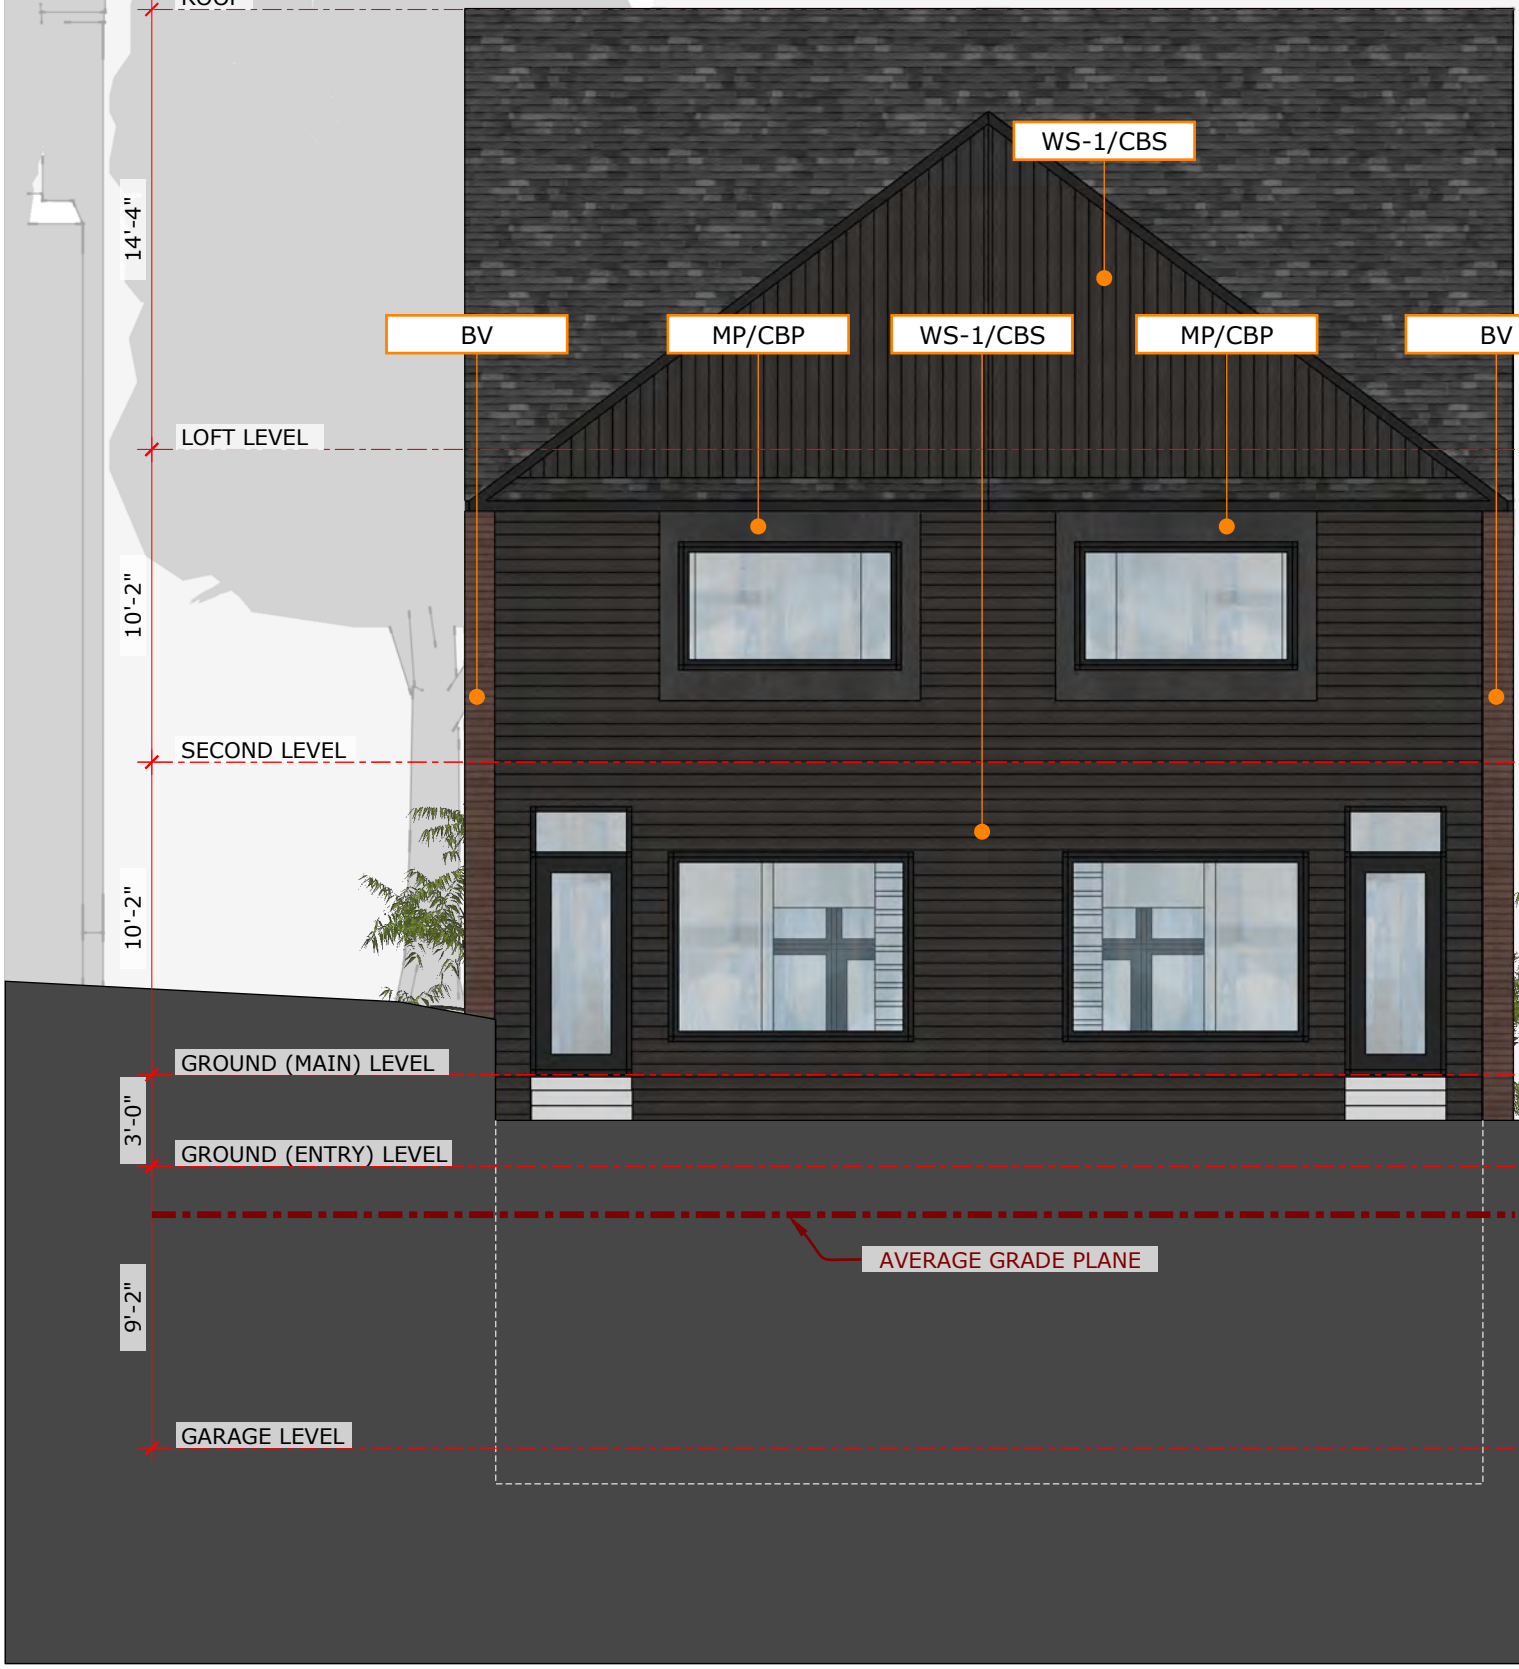 ROOF
WS-1/CBS
14'-4"
BV
MP/CBP
WS-1/CBS
MP/CBP
BV
LOFT LEVEL
10'-2"
SECOND LEVEL
10'-2"
GROUND (MAIN) LEVEL
3'-0"
GROUND (ENTRY) LEVEL
AVERAGE GRADE PLANE
9'-2"
GARAGE LEVEL